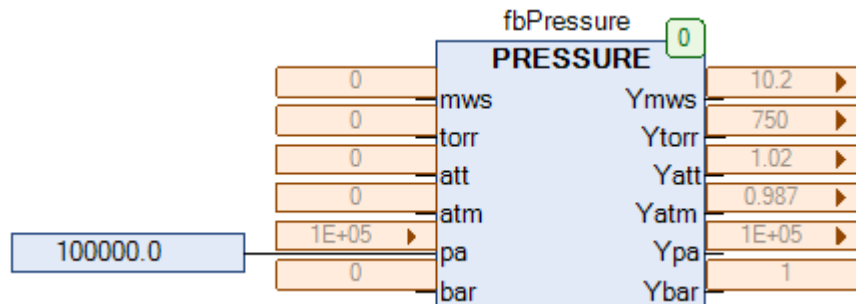 fbPressure
0
PRESSURE
0 mws Ymws 10.2
0 torr Ytorr 750
0 att Yatt 1.02
0 atm Yatm 0.987
100000.0 1E+05 pa Ypa 1E+05
0 bar Ybar 1